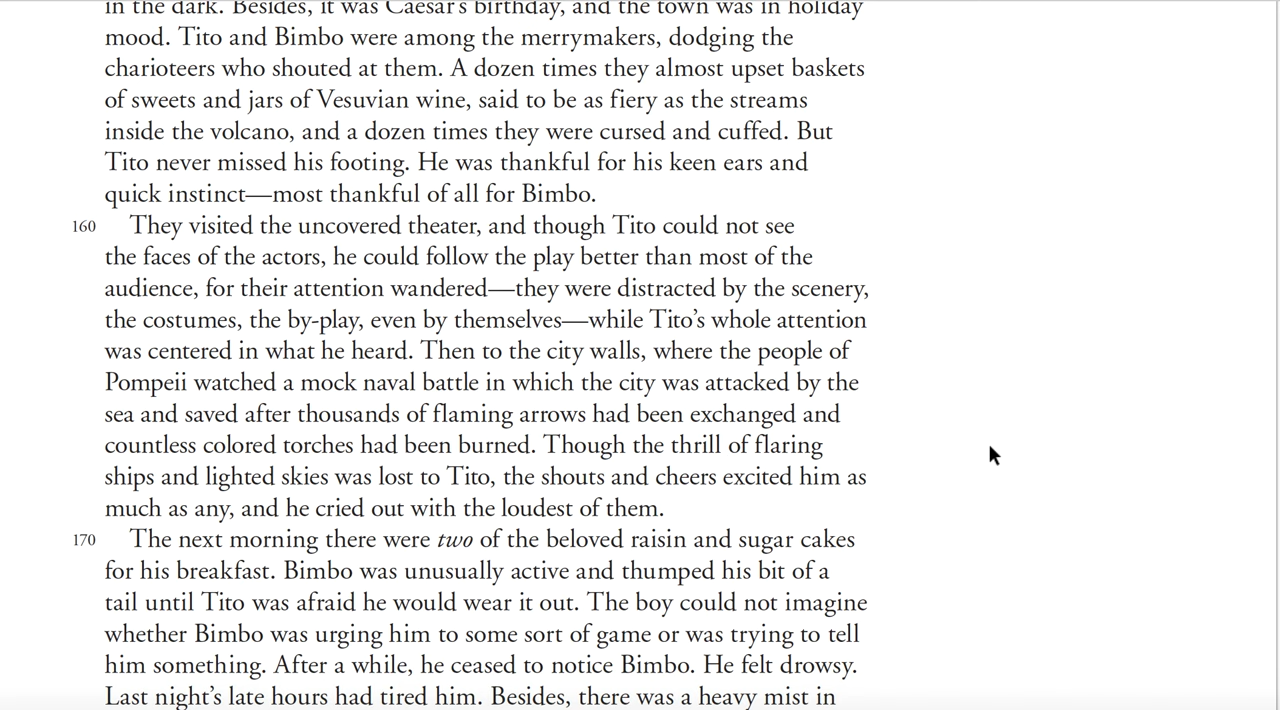 in the dark. Besides, it was Caesar's birthday, and the town was in holiday
mood. Tito and Bimbo were among the merrymakers, dodging the
charioteers who shouted at them. A dozen times they almost upset baskets
of sweets and jars of Vesuvian wine, said to be as fiery as the streams
inside the volcano, and a dozen times they were cursed and cuffed. But
Tito never missed his footing. He was thankful for his keen ears and
quick instinct—most thankful of all for Bimbo.
160 They visited the uncovered theater, and though Tito could not see
the faces of the actors, he could follow the play better than most of the
audience, for their attention wandered—they were distracted by the scenery,
the costumes, the by-play, even by themselves—while Tito's whole attention
was centered in what he heard. Then to the city walls, where the people of
Pompeii watched a mock naval battle in which the city was attacked by the
sea and saved after thousands of flaming arrows had been exchanged and
countless colored torches had been burned. Though the thrill of flaring
ships and lighted skies was lost to Tito, the shouts and cheers excited him as
much as any, and he cried out with the loudest of them.
170 The next morning there were two of the beloved raisin and sugar cakes
for his breakfast. Bimbo was unusually active and thumped his bit of a
tail until Tito was afraid he would wear it out. The boy could not imagine
whether Bimbo was urging him to some sort of game or was trying to tell
him something. After a while, he ceased to notice Bimbo. He felt drowsy.
Last night's late hours had tired him. Besides, there was a heavy mist in